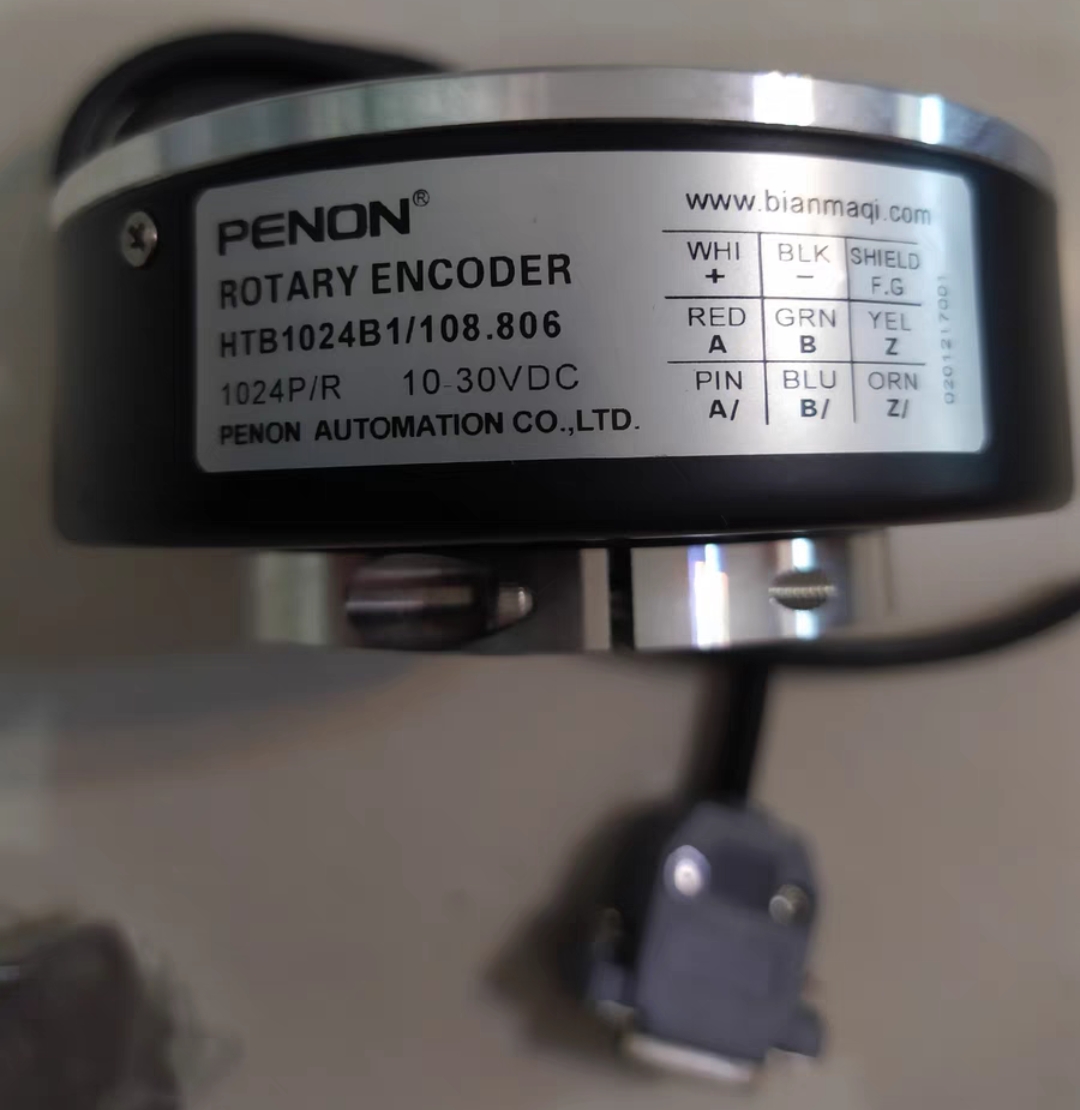 PENON®
ROTARY ENCODER
HTB1024B1/108.806
1024P/R 10-30VDC
PENON AUTOMATION CO.,LTD.
www.bianmaqi.com
WHI BLK SHIELD
+ − F.G
RED GRN YEL
A B Z
PIN BLU ORN
A/ B/ Z/
0201217001